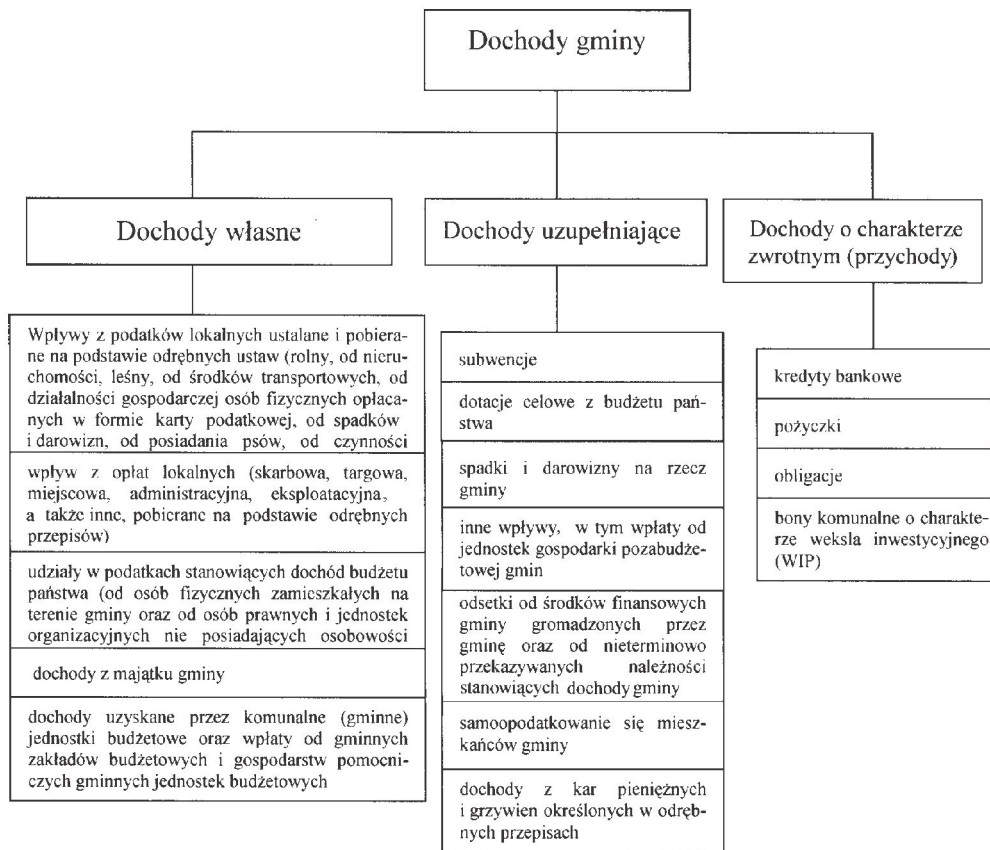 Dochody gminy
Dochody własne
Wpływy z podatków lokalnych ustalane i pobiera-
ne na podstawie odrębnych ustaw (rolny, od nieru-
chomości, leśny, od środków transportowych, od
działalności gospodarczej osób fizycznych opłaca-
nych w formie karty podatkowej, od spadków
i darowizn, od posiadania psów, od czynności
wpływ z opłat lokalnych (skarbowa, targowa,
miejscowa, administracyjna, eksploatacyjna,
a także inne, pobierane na podstawie odrębnych
przepisów)
udziały w podatkach stanowiących dochód budżetu
państwa (od osób fizycznych zamieszkałych na
terenie gminy oraz od osób prawnych i jednostek
organizacyjnych nie posiadających osobowości
dochody z majątku gminy
dochody uzyskane przez komunalne (gminne)
jednostki budżetowe oraz wpłaty od gminnych
zakładów budżetowych i gospodarstw pomocni-
czych gminnych jednostek budżetowych
Dochody uzupełniające
subwencje
dotacje celowe z budżetu pań-
stwa
spadki i darowizny na rzecz
gminy
inne wpływy, w tym wpłaty od
jednostek gospodarki pozabudże-
towej gmin
odsetki od środków finansowych
gminy gromadzonych przez
gminę oraz od nieterminowo
przekazywanych należności
stanowiących dochody gminy
samoopodatkowanie się miesz-
kańców gminy
dochody z kar pieniężnych
i grzywien określonych w odręb-
nych przepisach
Dochody o charakterze
zwrotnym (przychody)
kredyty bankowe
pożyczki
obligacje
bony komunalne o charakte-
rze weksla inwestycyjnego
(WIP)